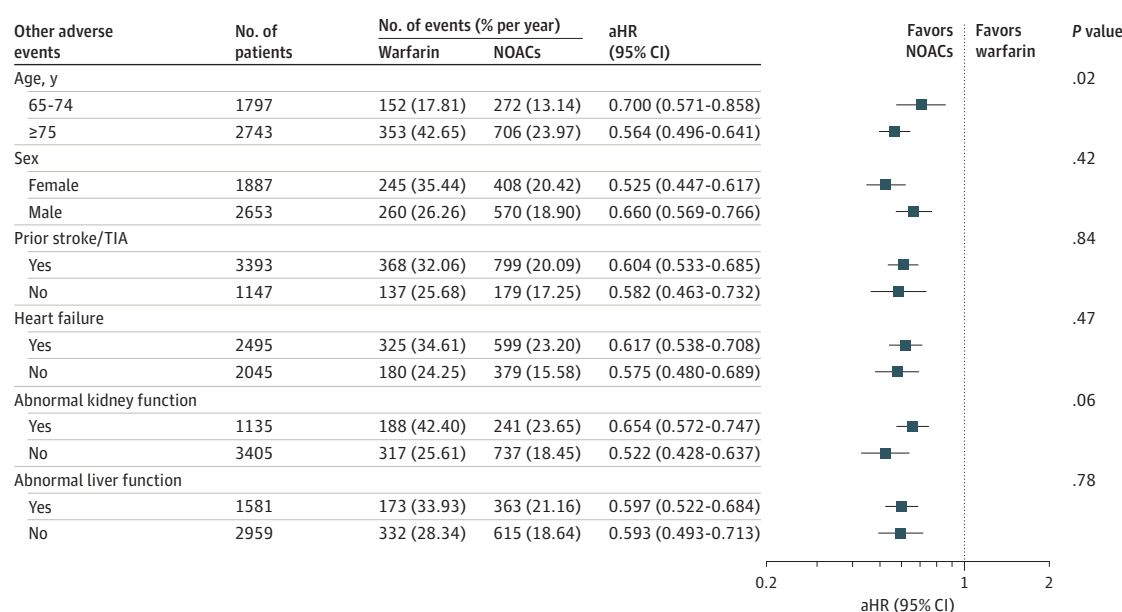 Other adverse events No. of patients No. of events (% per year) aHR (95% CI) Favors NOACs Favors warfarin P value
Warfarin NOACs
Age, y .02
65-74 1797 152 (17.81) 272 (13.14) 0.700 (0.571-0.858)
≥75 2743 353 (42.65) 706 (23.97) 0.564 (0.496-0.641)
Sex .42
Female 1887 245 (35.44) 408 (20.42) 0.525 (0.447-0.617)
Male 2653 260 (26.26) 570 (18.90) 0.660 (0.569-0.766)
Prior stroke/TIA .84
Yes 3393 368 (32.06) 799 (20.09) 0.604 (0.533-0.685)
No 1147 137 (25.68) 179 (17.25) 0.582 (0.463-0.732)
Heart failure .47
Yes 2495 325 (34.61) 599 (23.20) 0.617 (0.538-0.708)
No 2045 180 (24.25) 379 (15.58) 0.575 (0.480-0.689)
Abnormal kidney function .06
Yes 1135 188 (42.40) 241 (23.65) 0.654 (0.572-0.747)
No 3405 317 (25.61) 737 (18.45) 0.522 (0.428-0.637)
Abnormal liver function .78
Yes 1581 173 (33.93) 363 (21.16) 0.597 (0.522-0.684)
No 2959 332 (28.34) 615 (18.64) 0.593 (0.493-0.713)
0.2 1 2
aHR (95% CI)